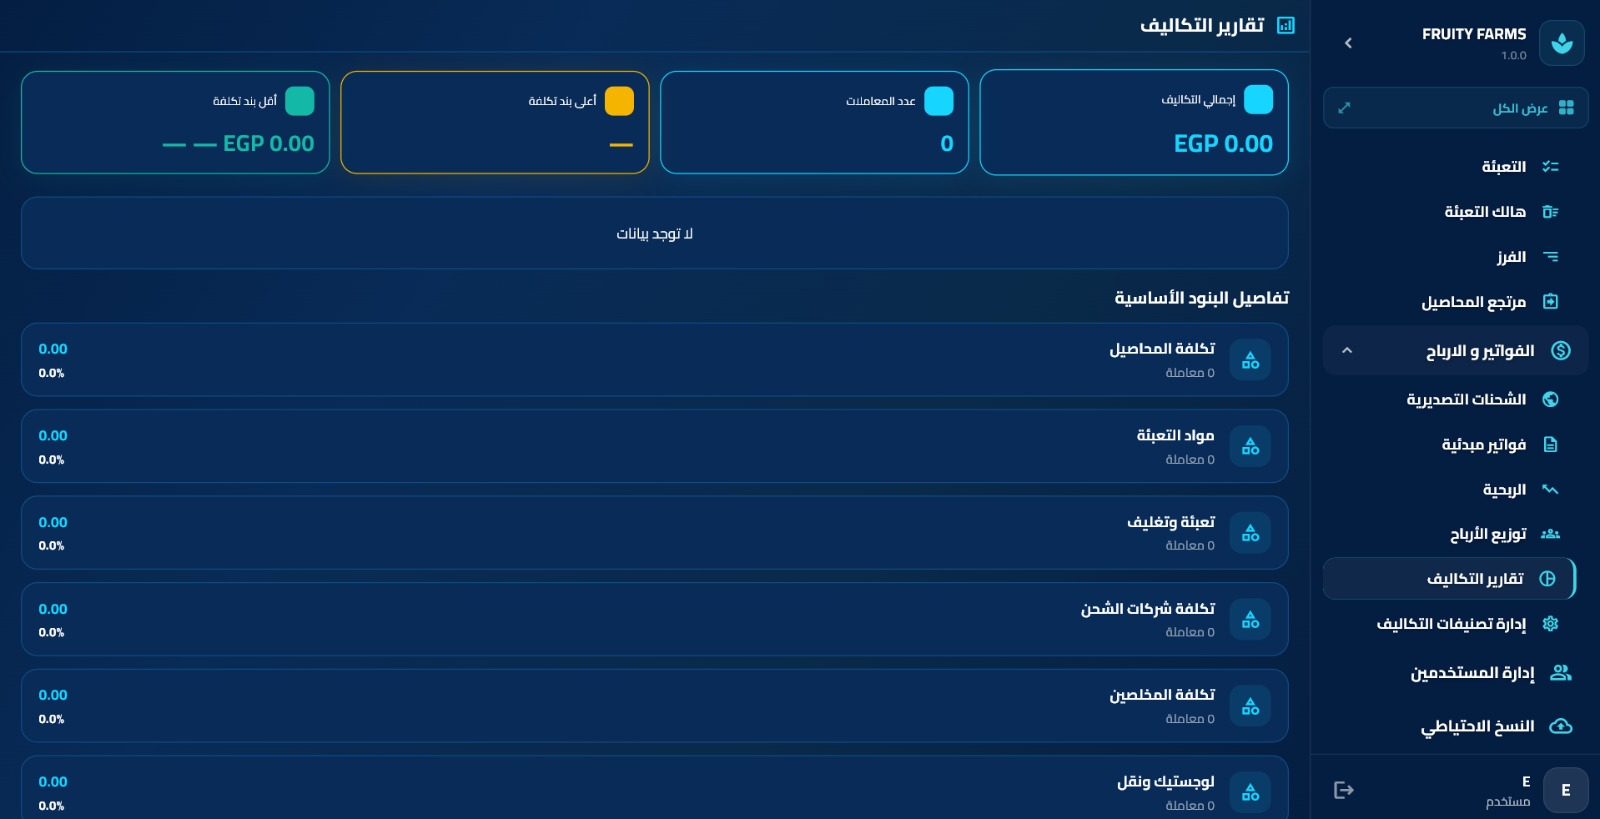 FRUITY FARMS
1.0.0
عرض الكل
التعبئة
هالك التعبئة
الفرز
مرتجع المحاصيل
الفواتير و الارباح
الشحنات التصديرية
فواتير مبدئية
الربحية
توزيع الأرباح
تقارير التكاليف
إدارة تصنيفات التكاليف
إدارة المستخدمين
النسخ الاحتياطي
E
E
مستخدم
تقارير التكاليف
إجمالي التكاليف
EGP 0.00
عدد المعاملات
0
أعلى بند تكلفة
—
أقل بند تكلفة
— — EGP 0.00
لا توجد بيانات
تفاصيل البنود الأساسية
تكلفة المحاصيل
0 معاملة
0.00
0.0%
مواد التعبئة
0 معاملة
0.00
0.0%
تعبئة وتغليف
0 معاملة
0.00
0.0%
تكلفة شركات الشحن
0 معاملة
0.00
0.0%
تكلفة المخلصين
0 معاملة
0.00
0.0%
لوجستيك ونقل
0 معاملة
0.00
0.0%